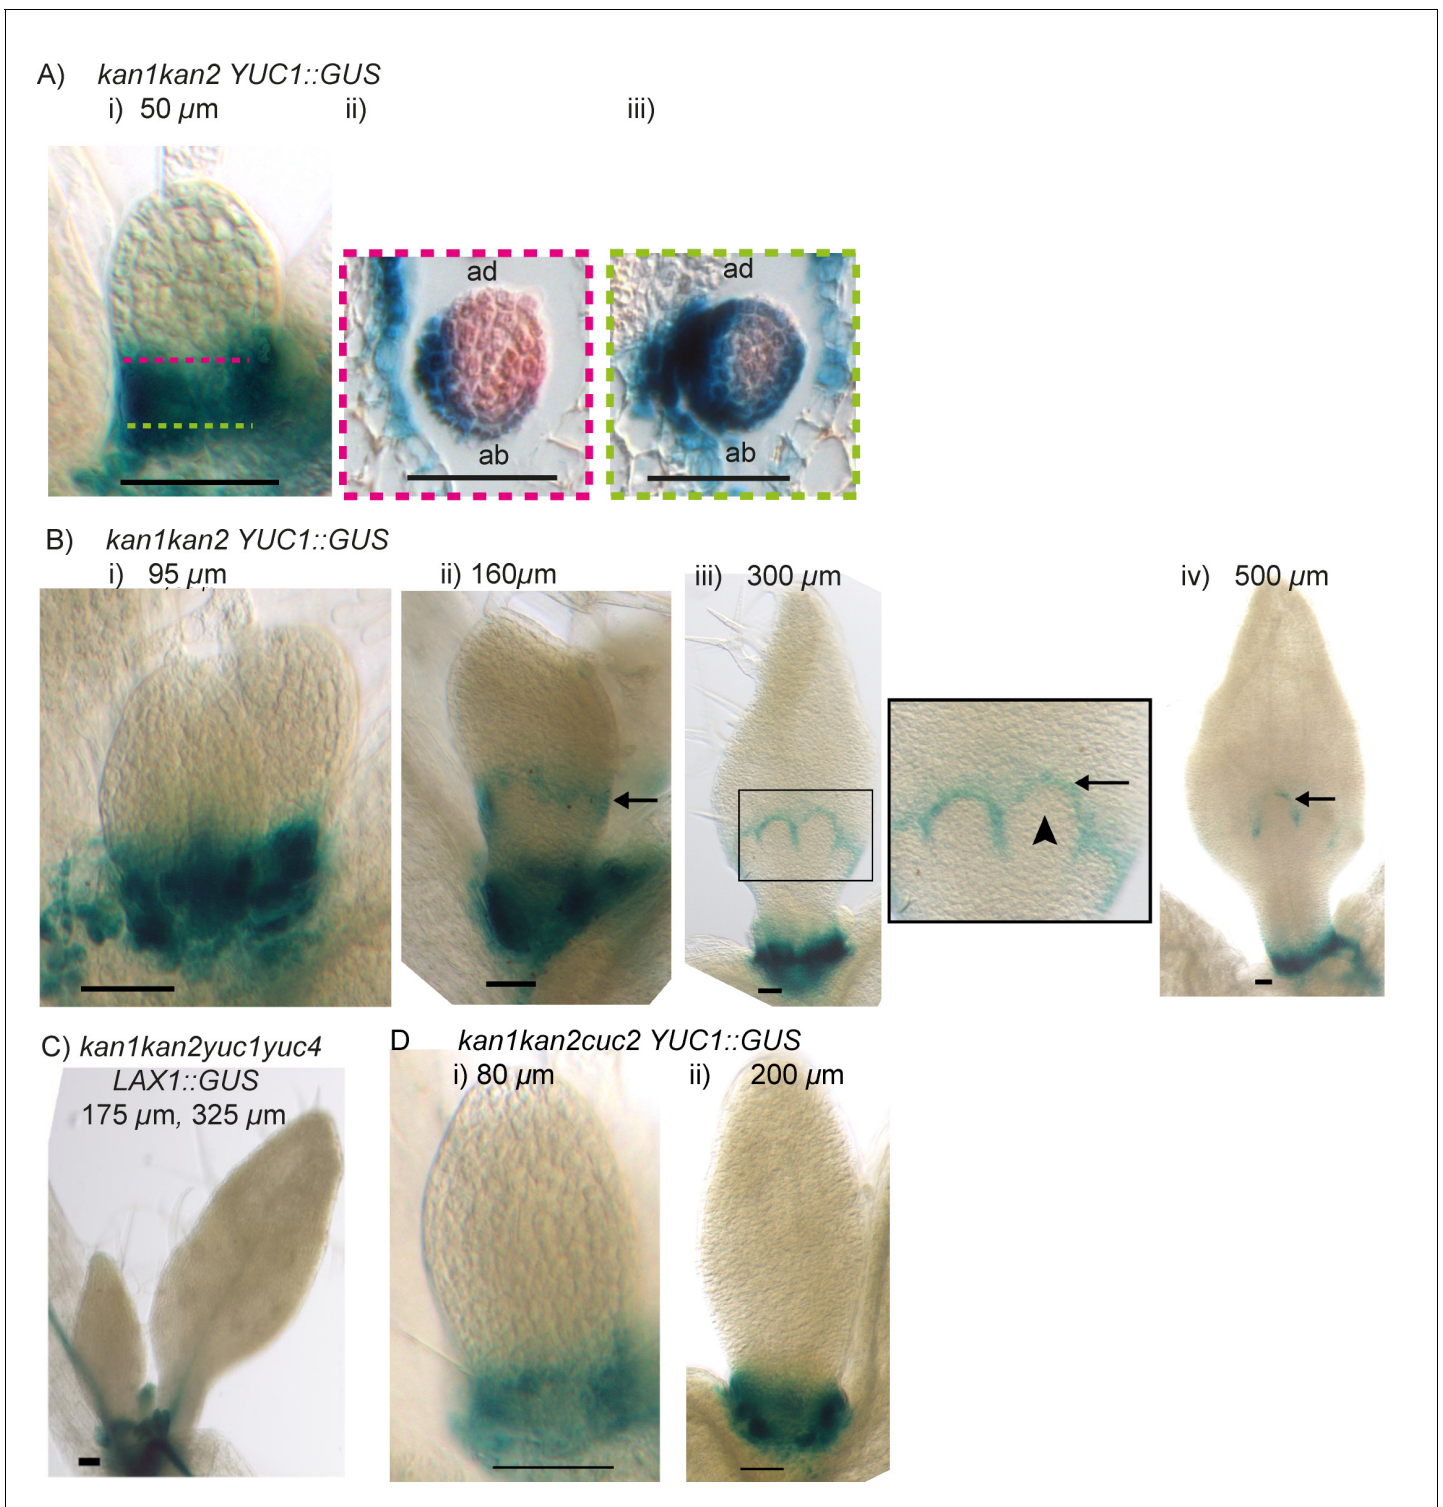 A) kan1kan2 YUC1::GUS
i) 50 µm ii) iii)
ad
ab
ad
ab
B) kan1kan2 YUC1::GUS
i) 95 µm ii) 160µm iii) 300 µm iv) 500 µm
C) kan1kan2yuc1yuc4
LAX1::GUS
175 µm, 325 µm
D kan1kan2cuc2 YUC1::GUS
i) 80 µm ii) 200 µm